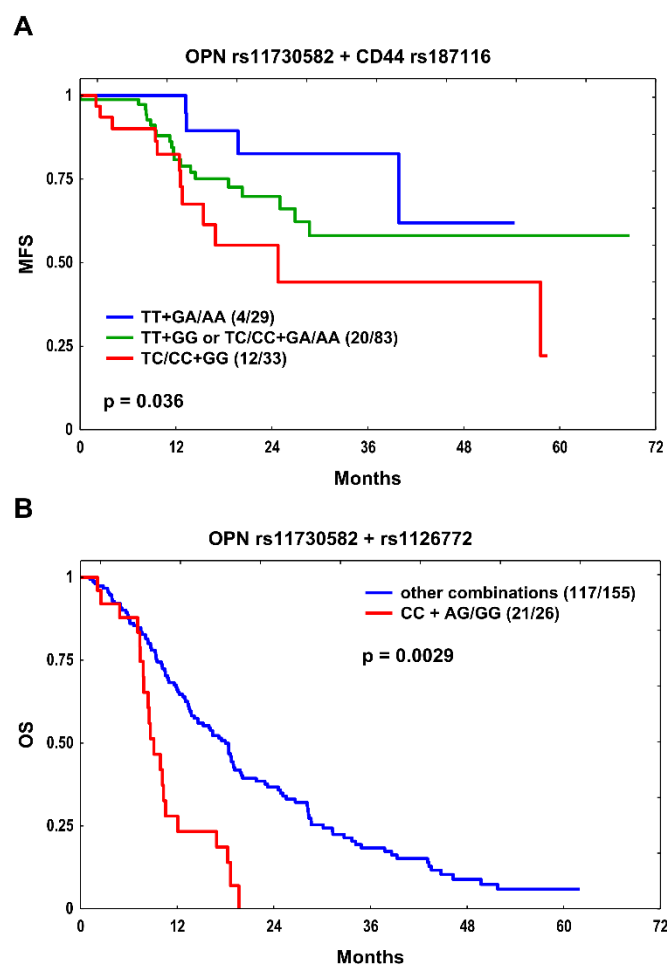 A
OPN rs11730582 + CD44 rs187116
1
0.75
0.50
0.25
0
MFS
TT+GA/AA (4/29)
TT+GG or TC/CC+GA/AA (20/83)
TC/CC+GG (12/33)
p = 0.036
0 12 24 36 48 60 72
Months
B
OPN rs11730582 + rs1126772
1
0.75
0.50
0.25
0
OS
other combinations (117/155)
CC + AG/GG (21/26)
p = 0.0029
0 12 24 36 48 60 72
Months